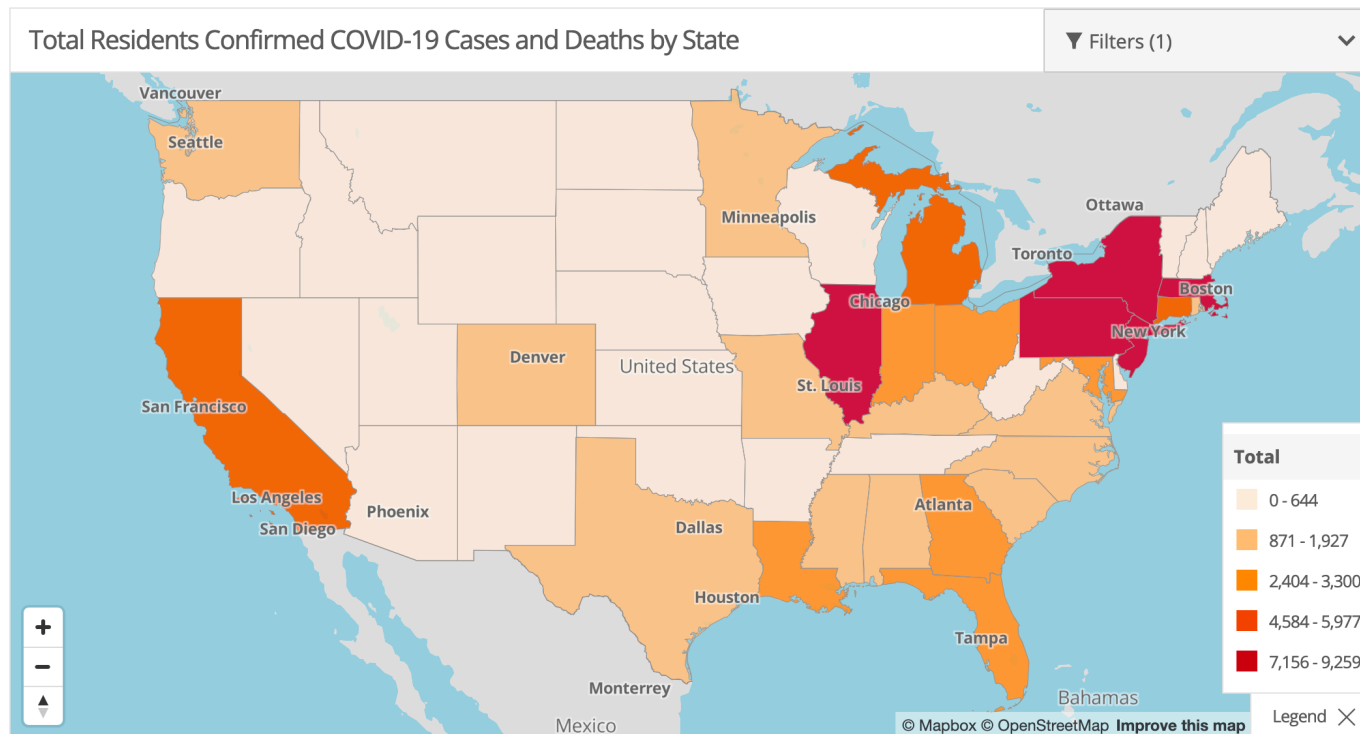 Total Residents Confirmed COVID-19 Cases and Deaths by State
Filters (1)
Vancouver
Seattle
Minneapolis
Ottawa
Toronto
Boston
Chicago
New York
Denver
United States
St. Louis
San Francisco
Los Angeles
Phoenix
Atlanta
San Diego
Dallas
Houston
Tampa
Monterrey
Bahamas
Mexico
Total
0 - 644
871 - 1,927
2,404 - 3,300
4,584 - 5,977
7,156 - 9,259
© Mapbox © OpenStreetMap Improve this map
Legend